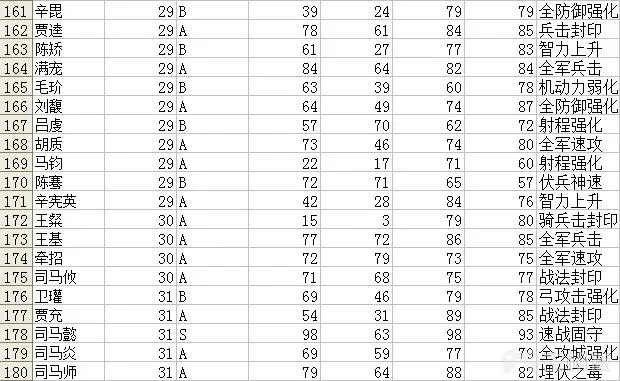 161 辛毘 29 B 39 24 79 79 全防御强化
162 贾逵 29 A 78 61 84 85 兵击封印
163 陈矫 29 B 61 27 77 83 智力上升
164 满宠 29 A 84 64 82 84 全军兵击
165 毛玠 29 B 63 39 60 78 机动力弱化
166 刘馥 29 A 64 49 74 87 全防御强化
167 吕虔 29 B 57 70 62 72 射程强化
168 胡质 29 A 73 46 74 80 全军速攻
169 马钧 29 A 22 17 71 60 射程强化
170 陈骞 29 B 72 71 65 57 伏兵神速
171 辛宪英 29 A 42 28 84 76 智力上升
172 王粲 30 A 15 3 79 80 骑兵击封印
173 王基 30 A 77 72 86 85 全军兵击
174 牵招 30 A 72 79 73 75 全军速攻
175 司马攸 30 A 71 68 75 77 战法封印
176 卫瓘 31 B 69 46 79 78 弓攻击强化
177 贾充 31 A 54 31 89 85 战法封印
178 司马懿 31 S 98 63 98 93 速战固守
179 司马炎 31 A 69 59 77 79 全攻城强化
180 司马师 31 A 79 64 88 82 埋伏之毒